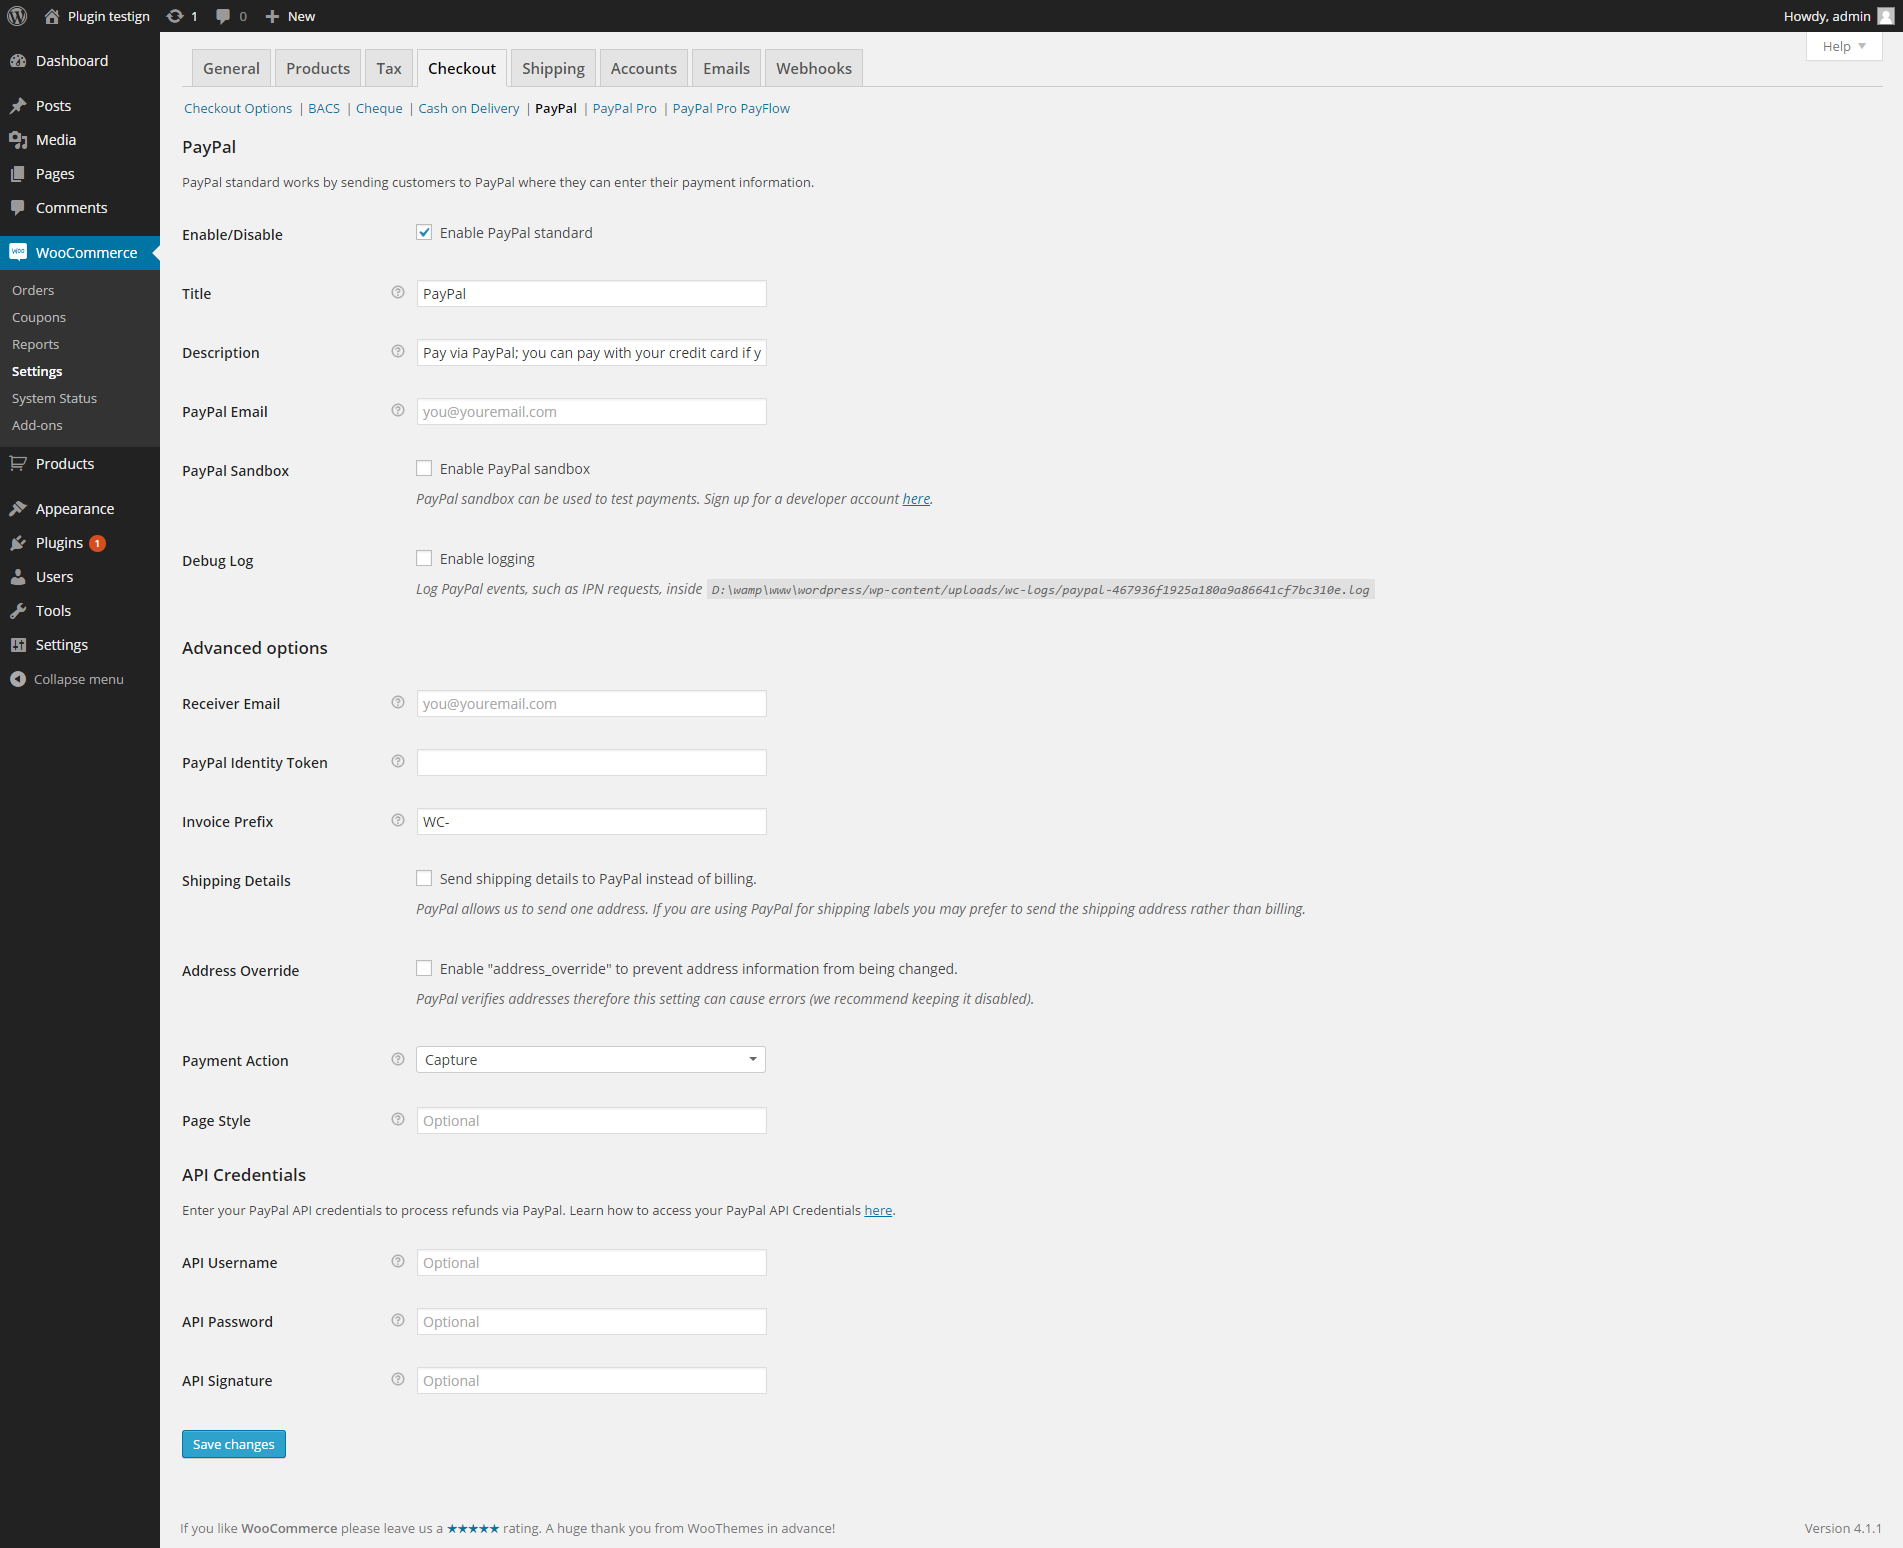 Plugin testign 1 0 New Howdy, admin
Help
Dashboard
Posts
Media
Pages
Comments
WooCommerce
Orders
Coupons
Reports
Settings
System Status
Add-ons
Products
Appearance
Plugins 1
Users
Tools
Settings
Collapse menu
General Products Tax Checkout Shipping Accounts Emails Webhooks
Checkout Options | BACS | Cheque | Cash on Delivery | PayPal | PayPal Pro | PayPal Pro PayFlow
PayPal
PayPal standard works by sending customers to PayPal where they can enter their payment information.
Enable/Disable Enable PayPal standard
Title PayPal
Description Pay via PayPal; you can pay with your credit card if y
PayPal Email you@youremail.com
PayPal Sandbox Enable PayPal sandbox
PayPal sandbox can be used to test payments. Sign up for a developer account here.
Debug Log Enable logging
Log PayPal events, such as IPN requests, inside D:\wamp\www\wordpress/wp-content/uploads/wc-logs/paypal-467936f1925a180a9a86641cf7bc310e.log
Advanced options
Receiver Email you@youremail.com
PayPal Identity Token
Invoice Prefix WC-
Shipping Details Send shipping details to PayPal instead of billing.
PayPal allows us to send one address. If you are using PayPal for shipping labels you may prefer to send the shipping address rather than billing.
Address Override Enable "address_override" to prevent address information from being changed.
PayPal verifies addresses therefore this setting can cause errors (we recommend keeping it disabled).
Payment Action Capture
Page Style Optional
API Credentials
Enter your PayPal API credentials to process refunds via PayPal. Learn how to access your PayPal API Credentials here.
API Username Optional
API Password Optional
API Signature Optional
Save changes
If you like WooCommerce please leave us a ★★★★★ rating. A huge thank you from WooThemes in advance! Version 4.1.1